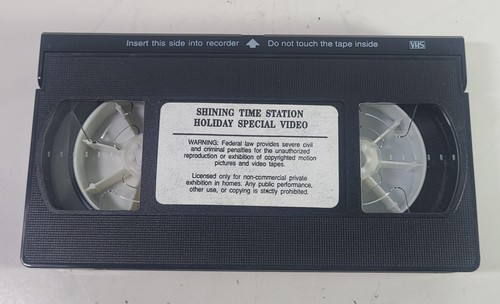 Insert this side into recorder Do not touch the tape inside VHS
SHINING TIME STATION
HOLIDAY SPECIAL VIDEO
WARNING: Federal law provides severe civil
and criminal penalties for the unauthorized
reproduction or exhibition of copyrighted motion
pictures and video tapes.
Licensed only for non-commercial private
exhibition in homes. Any public performance,
other use, or copying is strictly prohibited.